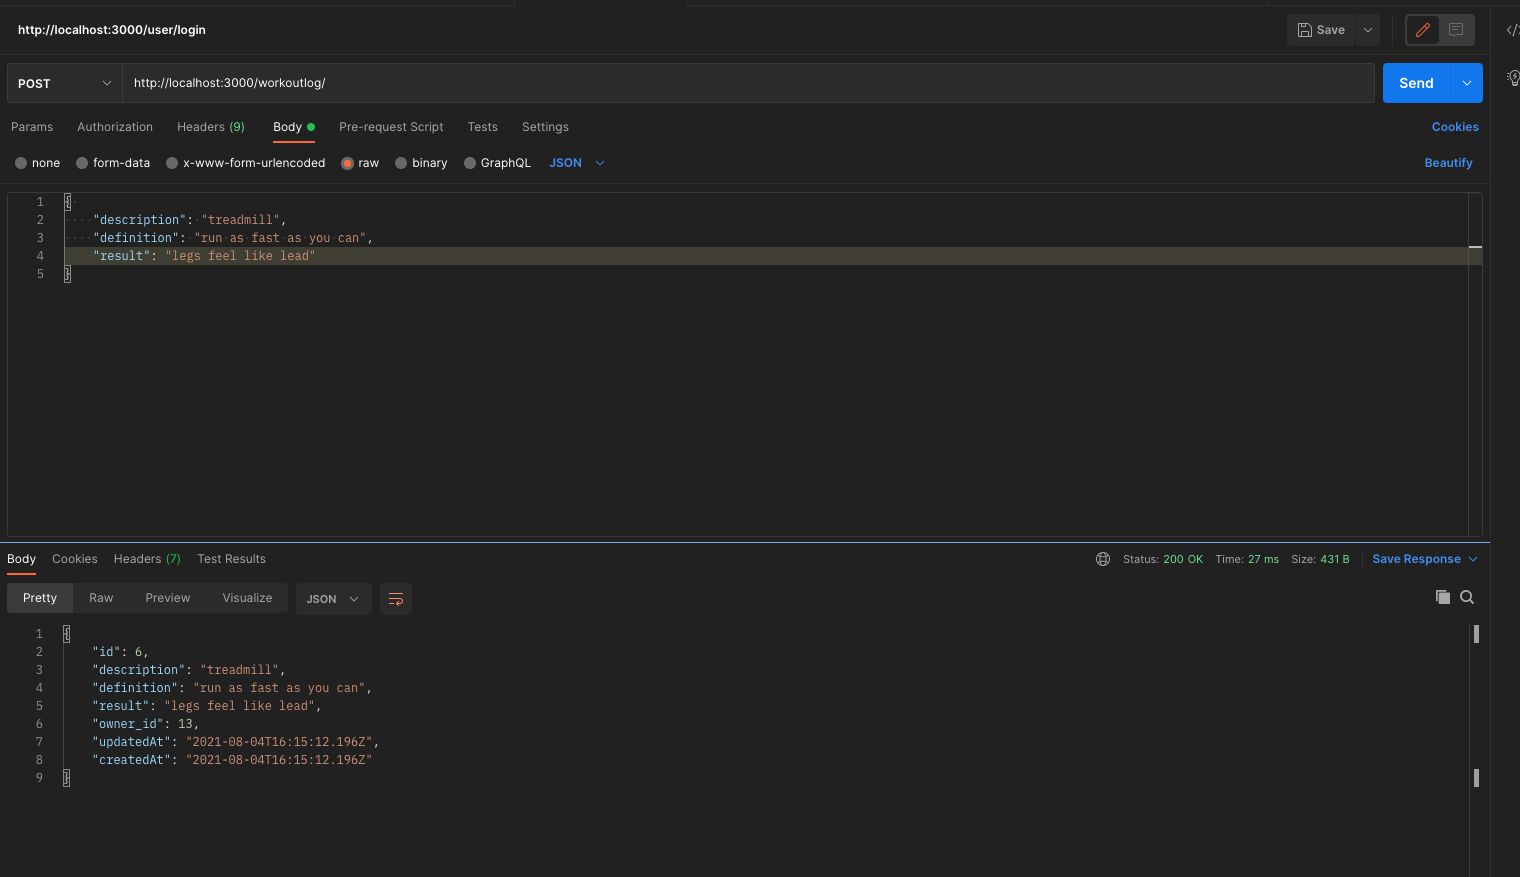 http://localhost:3000/user/login
Save
POST
http://localhost:3000/workoutlog/
Send
Params Authorization Headers (9) Body Pre-request Script Tests Settings Cookies
none form-data x-www-form-urlencoded raw binary GraphQL JSON Beautify
1 {
2 "description": "treadmill",
3 "definition": "run as fast as you can",
4 "result": "legs feel like lead"
5 }
Body Cookies Headers (7) Test Results Status: 200 OK Time: 27 ms Size: 431 B Save Response
Pretty Raw Preview Visualize JSON
1 {
2 "id": 6,
3 "description": "treadmill",
4 "definition": "run as fast as you can",
5 "result": "legs feel like lead",
6 "owner_id": 13,
7 "updatedAt": "2021-08-04T16:15:12.196Z",
8 "createdAt": "2021-08-04T16:15:12.196Z"
9 }